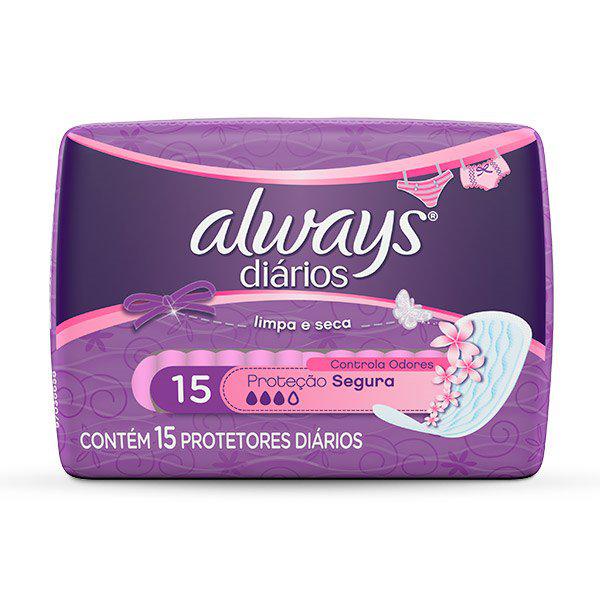 always®
diários
limpa e seca
Controla Odores
15 Proteção Segura
CONTÉM 15 PROTETORES DIÁRIOS